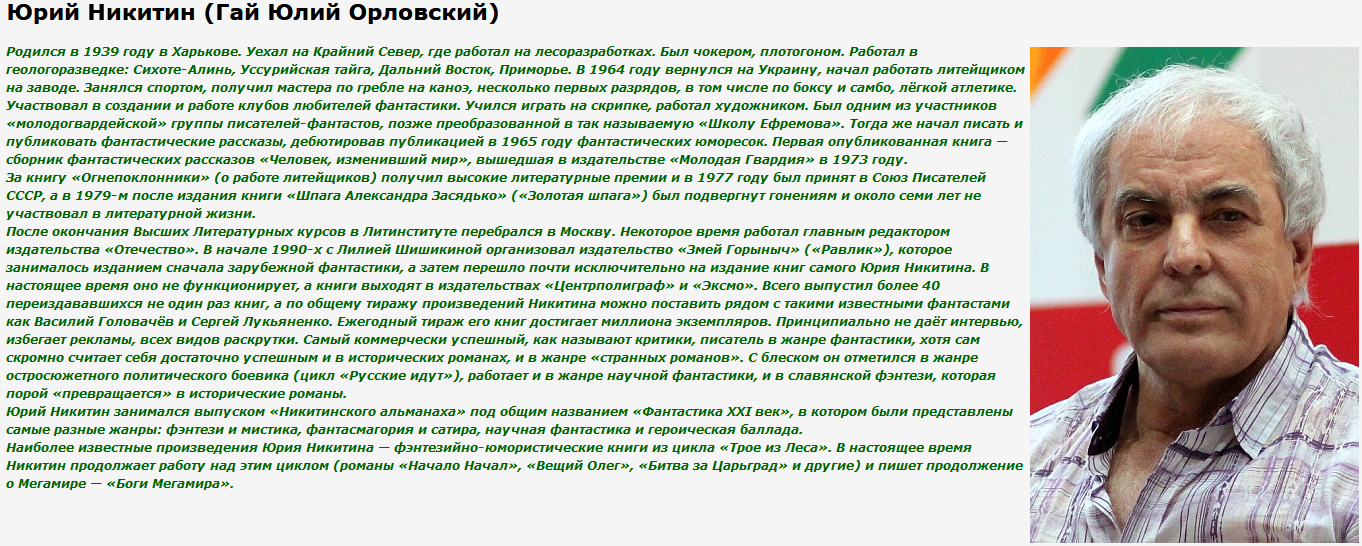 Юрий Никитин (Гай Юлий Орловский)
Родился в 1939 году в Харькове. Уехал на Крайний Север, где работал на лесоразработках. Был чокером, плотогоном. Работал в
геологоразведке: Сихоте-Алинь, Уссурийская тайга, Дальний Восток, Приморье. В 1964 году вернулся на Украину, начал работать литейщиком
на заводе. Занялся спортом, получил мастера по гребле на каноэ, несколько первых разрядов, в том числе по боксу и самбо, лёгкой атлетике.
Участвовал в создании и работе клубов любителей фантастики. Учился играть на скрипке, работал художником. Был одним из участников
«молодогвардейской» группы писателей-фантастов, позже преобразованной в так называемую «Школу Ефремова». Тогда же начал писать и
публиковать фантастические рассказы, дебютировав публикацией в 1965 году фантастических юморесок. Первая опубликованная книга —
сборник фантастических рассказов «Человек, изменивший мир», вышедшая в издательстве «Молодая Гвардия» в 1973 году.
За книгу «Огнепоклонники» (о работе литейщиков) получил высокие литературные премии и в 1977 году был принят в Союз Писателей
СССР, а в 1979-м после издания книги «Шпага Александра Засядько» («Золотая шпага») был подвергнут гонениям и около семи лет не
участвовал в литературной жизни.
После окончания Высших Литературных курсов в Литинституте перебрался в Москву. Некоторое время работал главным редактором
издательства «Отечество». В начале 1990-х с Лилией Шишикиной организовал издательство «Змей Горыныч» («Равлик»), которое
занималось изданием сначала зарубежной фантастики, а затем перешло почти исключительно на издание книг самого Юрия Никитина. В
настоящее время оно не функционирует, а книги выходят в издательствах «Центрполиграф» и «Эксмо». Всего выпустил более 40
переиздававшихся не один раз книг, а по общему тиражу произведений Никитина можно поставить рядом с такими известными фантастами
как Василий Головачёв и Сергей Лукьяненко. Ежегодный тираж его книг достигает миллиона экземпляров. Принципиально не даёт интервью,
избегает рекламы, всех видов раскрутки. Самый коммерчески успешный, как называют критики, писатель в жанре фантастики, хотя сам
скромно считает себя достаточно успешным и в исторических романах, и в жанре «странных романов». С блеском он отметился в жанре
остросюжетного политического боевика (цикл «Русские идут»), работает и в жанре научной фантастики, и в славянской фэнтези, которая
порой «превращается» в исторические романы.
Юрий Никитин занимался выпуском «Никитинского альманаха» под общим названием «Фантастика XXI век», в котором были представлены
самые разные жанры: фэнтези и мистика, фантасмагория и сатира, научная фантастика и героическая баллада.
Наиболее известные произведения Юрия Никитина — фэнтезийно-юмористические книги из цикла «Трое из Леса». В настоящее время
Никитин продолжает работу над этим циклом (романы «Начало Начал», «Вещий Олег», «Битва за Царьград» и другие) и пишет продолжение
о Мегамире — «Боги Мегамира».